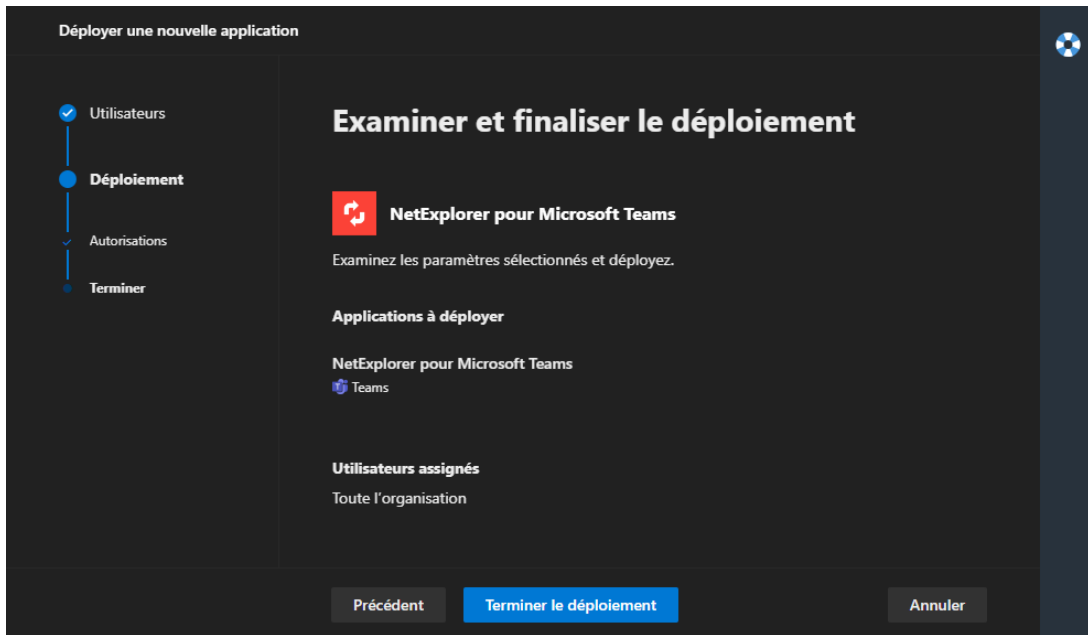 Déployer une nouvelle application
Utilisateurs
Déploiement
Autorisations
Terminer
Examiner et finaliser le déploiement
NetExplorer pour Microsoft Teams
Examinez les paramètres sélectionnés et déployez.
Applications à déployer
NetExplorer pour Microsoft Teams
Teams
Utilisateurs assignés
Toute l'organisation
Précédent
Terminer le déploiement
Annuler